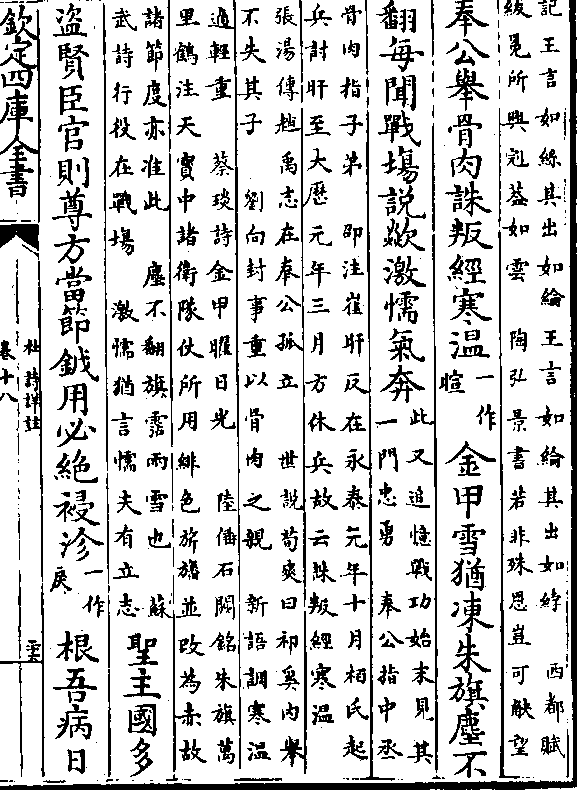 記王言如絲其出如綸王言如綸其出如綍　西都賦
紱冕所興冠蓋如雲　陶弘景書若非殊恩豈可觖望
奉公舉骨肉誅叛經寒温一作暄金甲雪猶凍朱旗塵不
翻每聞戰場説歘激懦氣奔此又追憶戰功始末見其
一門忠勇　奉公指中丞
骨肉指子弟　卽注崔旰反在永泰元年十月栢氏起
兵討旰至大歴元年三月方休兵故云誅叛經寒温
張湯傳趙禹志在奉公孤立　世説荀爽曰祁奚内舉
不失其子　劉向封事重以骨肉之親　新語調寒温
適輕重　蔡琰詩金甲曜日光　陸倕石闕銘朱旗萬
里鶴注天寶中諸衛隊仗所用緋色旂旛並改為赤故
諸節度亦准此　塵不翻旗霑雨雪也　蘇
武詩行役在戰場　激懦猶言懦夫有立志
聖主國多
盜賢臣官則尊方當節鉞用必絶祲沴一作戾根吾病日
欽定四庫全書
杜詩詳註
卷十八